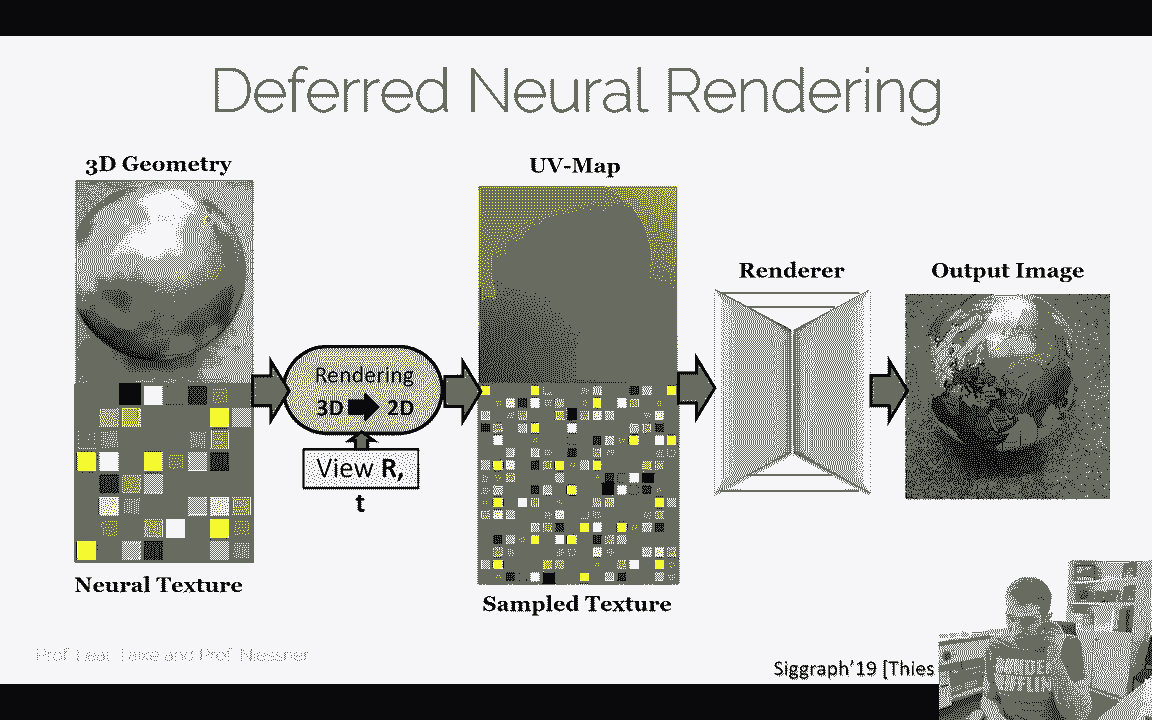 Deferred Neural Rendering
3D Geometry
UV-Map
Renderer
Output Image
Rendering
3D 2D
View R,
t
Neural Texture
Sampled Texture
Prof. Leal-Taixé and Prof. Niessner
Siggraph'19 [Thies